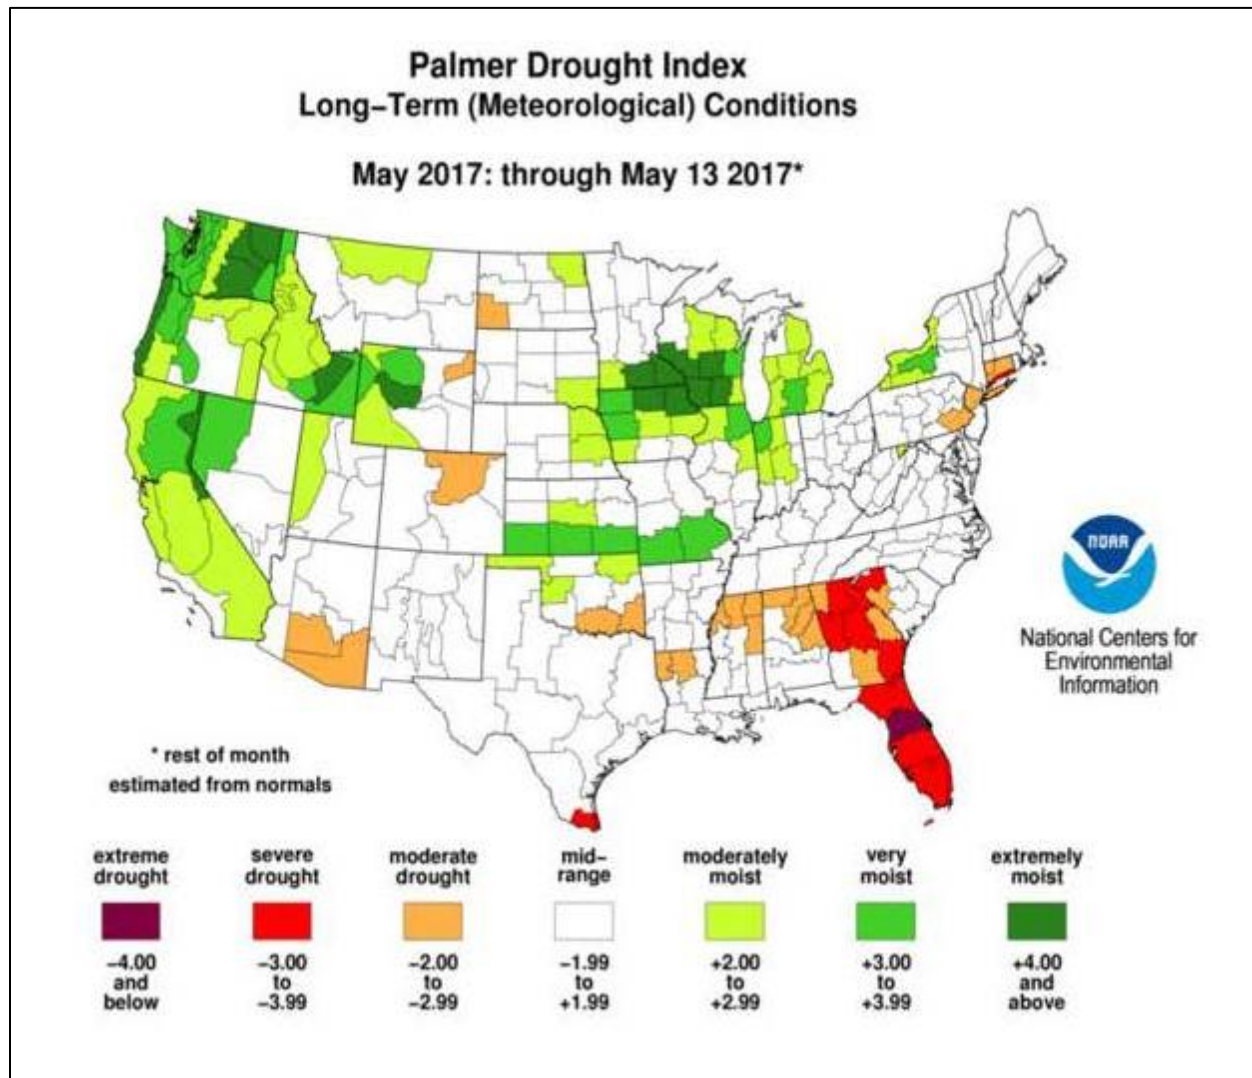 Palmer Drought Index
Long-Term (Meteorological) Conditions
May 2017: through May 13 2017*
NOAA
National Centers for
Environmental
Information
* rest of month
estimated from normals
extreme drought
−4.00 and below
severe drought
−3.00 to −3.99
moderate drought
−2.00 to −2.99
mid-range
−1.99 to +1.99
moderately moist
+2.00 to +2.99
very moist
+3.00 to +3.99
extremely moist
+4.00 and above